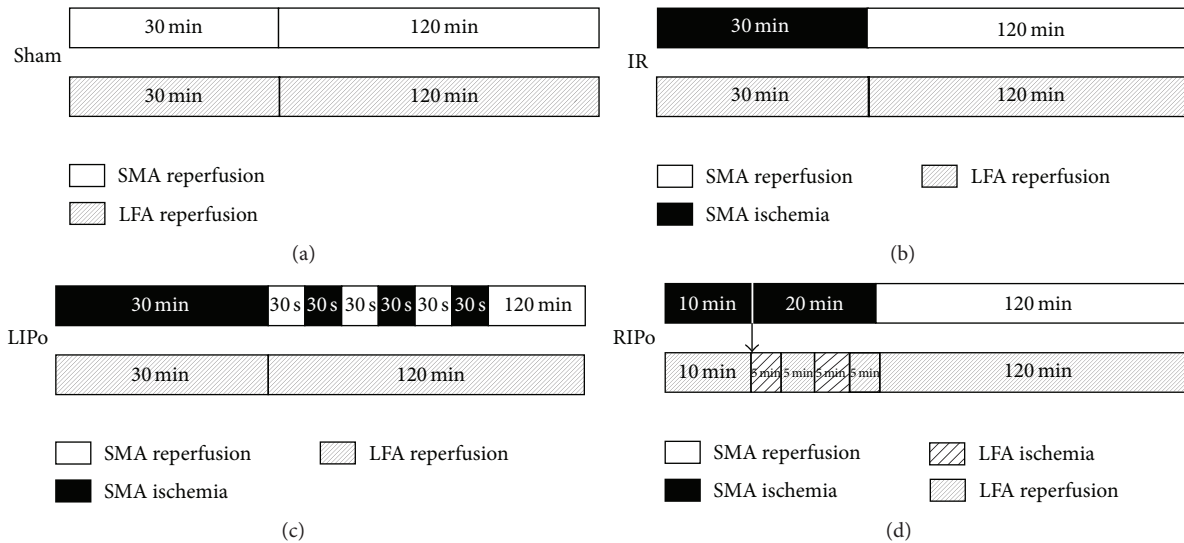 30 min 120 min
Sham
30 min 120 min
SMA reperfusion
LFA reperfusion
(a)
30 min 120 min
IR
30 min 120 min
SMA reperfusion LFA reperfusion
SMA ischemia
(b)
30 min 30 s 30 s 30 s 30 s 30 s 30 s 120 min
LIPo
30 min 120 min
SMA reperfusion LFA reperfusion
SMA ischemia
(c)
10 min 20 min 120 min
RIPo
10 min 5 min 5 min 5 min 5 min 120 min
SMA reperfusion LFA ischemia
SMA ischemia LFA reperfusion
(d)